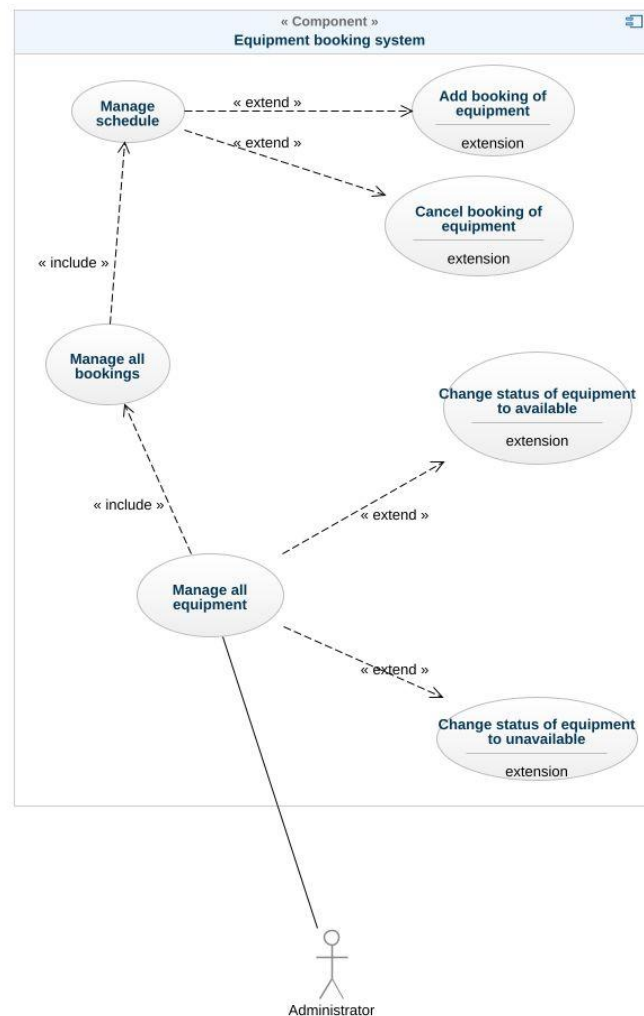 « Component »
Equipment booking system
Manage
schedule
« extend »
Add booking of
equipment
extension
« extend »
Cancel booking of
equipment
extension
« include »
Manage all
bookings
Change status of equipment
to available
extension
« include »
« extend »
Manage all
equipment
« extend »
Change status of equipment
to unavailable
extension
Administrator